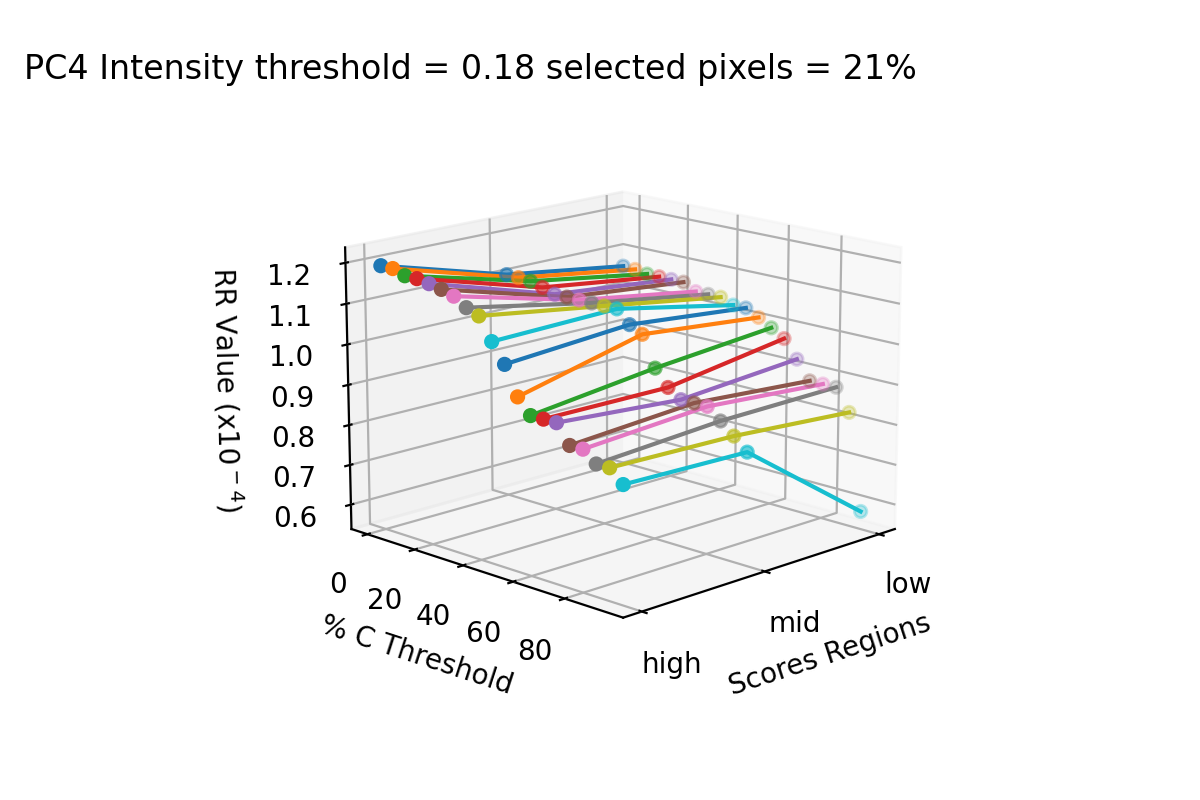 PC4 Intensity threshold = 0.18 selected pixels = 21%
RR Value (x10⁻⁴)
1.2
1.1
1.0
0.9
0.8
0.7
0.6
0
20
40
60
80
% C Threshold
high
mid
low
Scores Regions